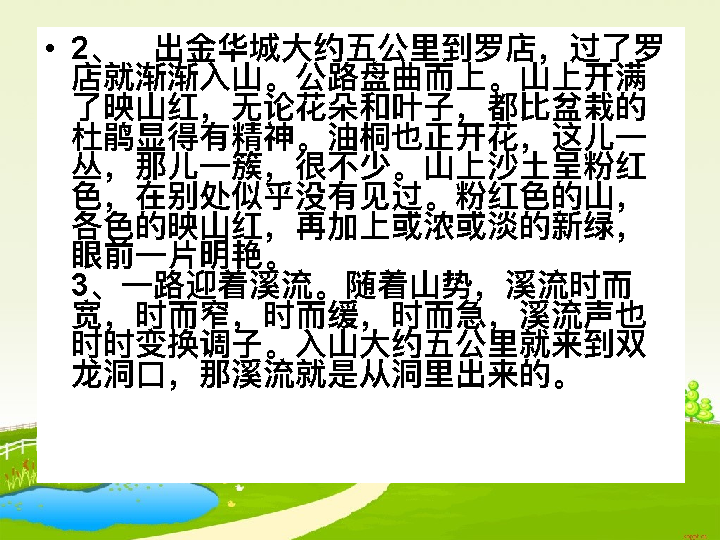 • 2、 出金华城大约五公里到罗店，过了罗
店就渐渐入山。公路盘曲而上。山上开满
了映山红，无论花朵和叶子，都比盆栽的
杜鹃显得有精神。油桐也正开花，这儿一
丛，那儿一簇，很不少。山上沙土呈粉红
色，在别处似乎没有见过。粉红色的山，
各色的映山红，再加上或浓或淡的新绿，
眼前一片明艳。
3、一路迎着溪流。随着山势，溪流时而
宽，时而窄，时而缓，时而急，溪流声也
时时变换调子。入山大约五公里就来到双
龙洞口，那溪流就是从洞里出来的。